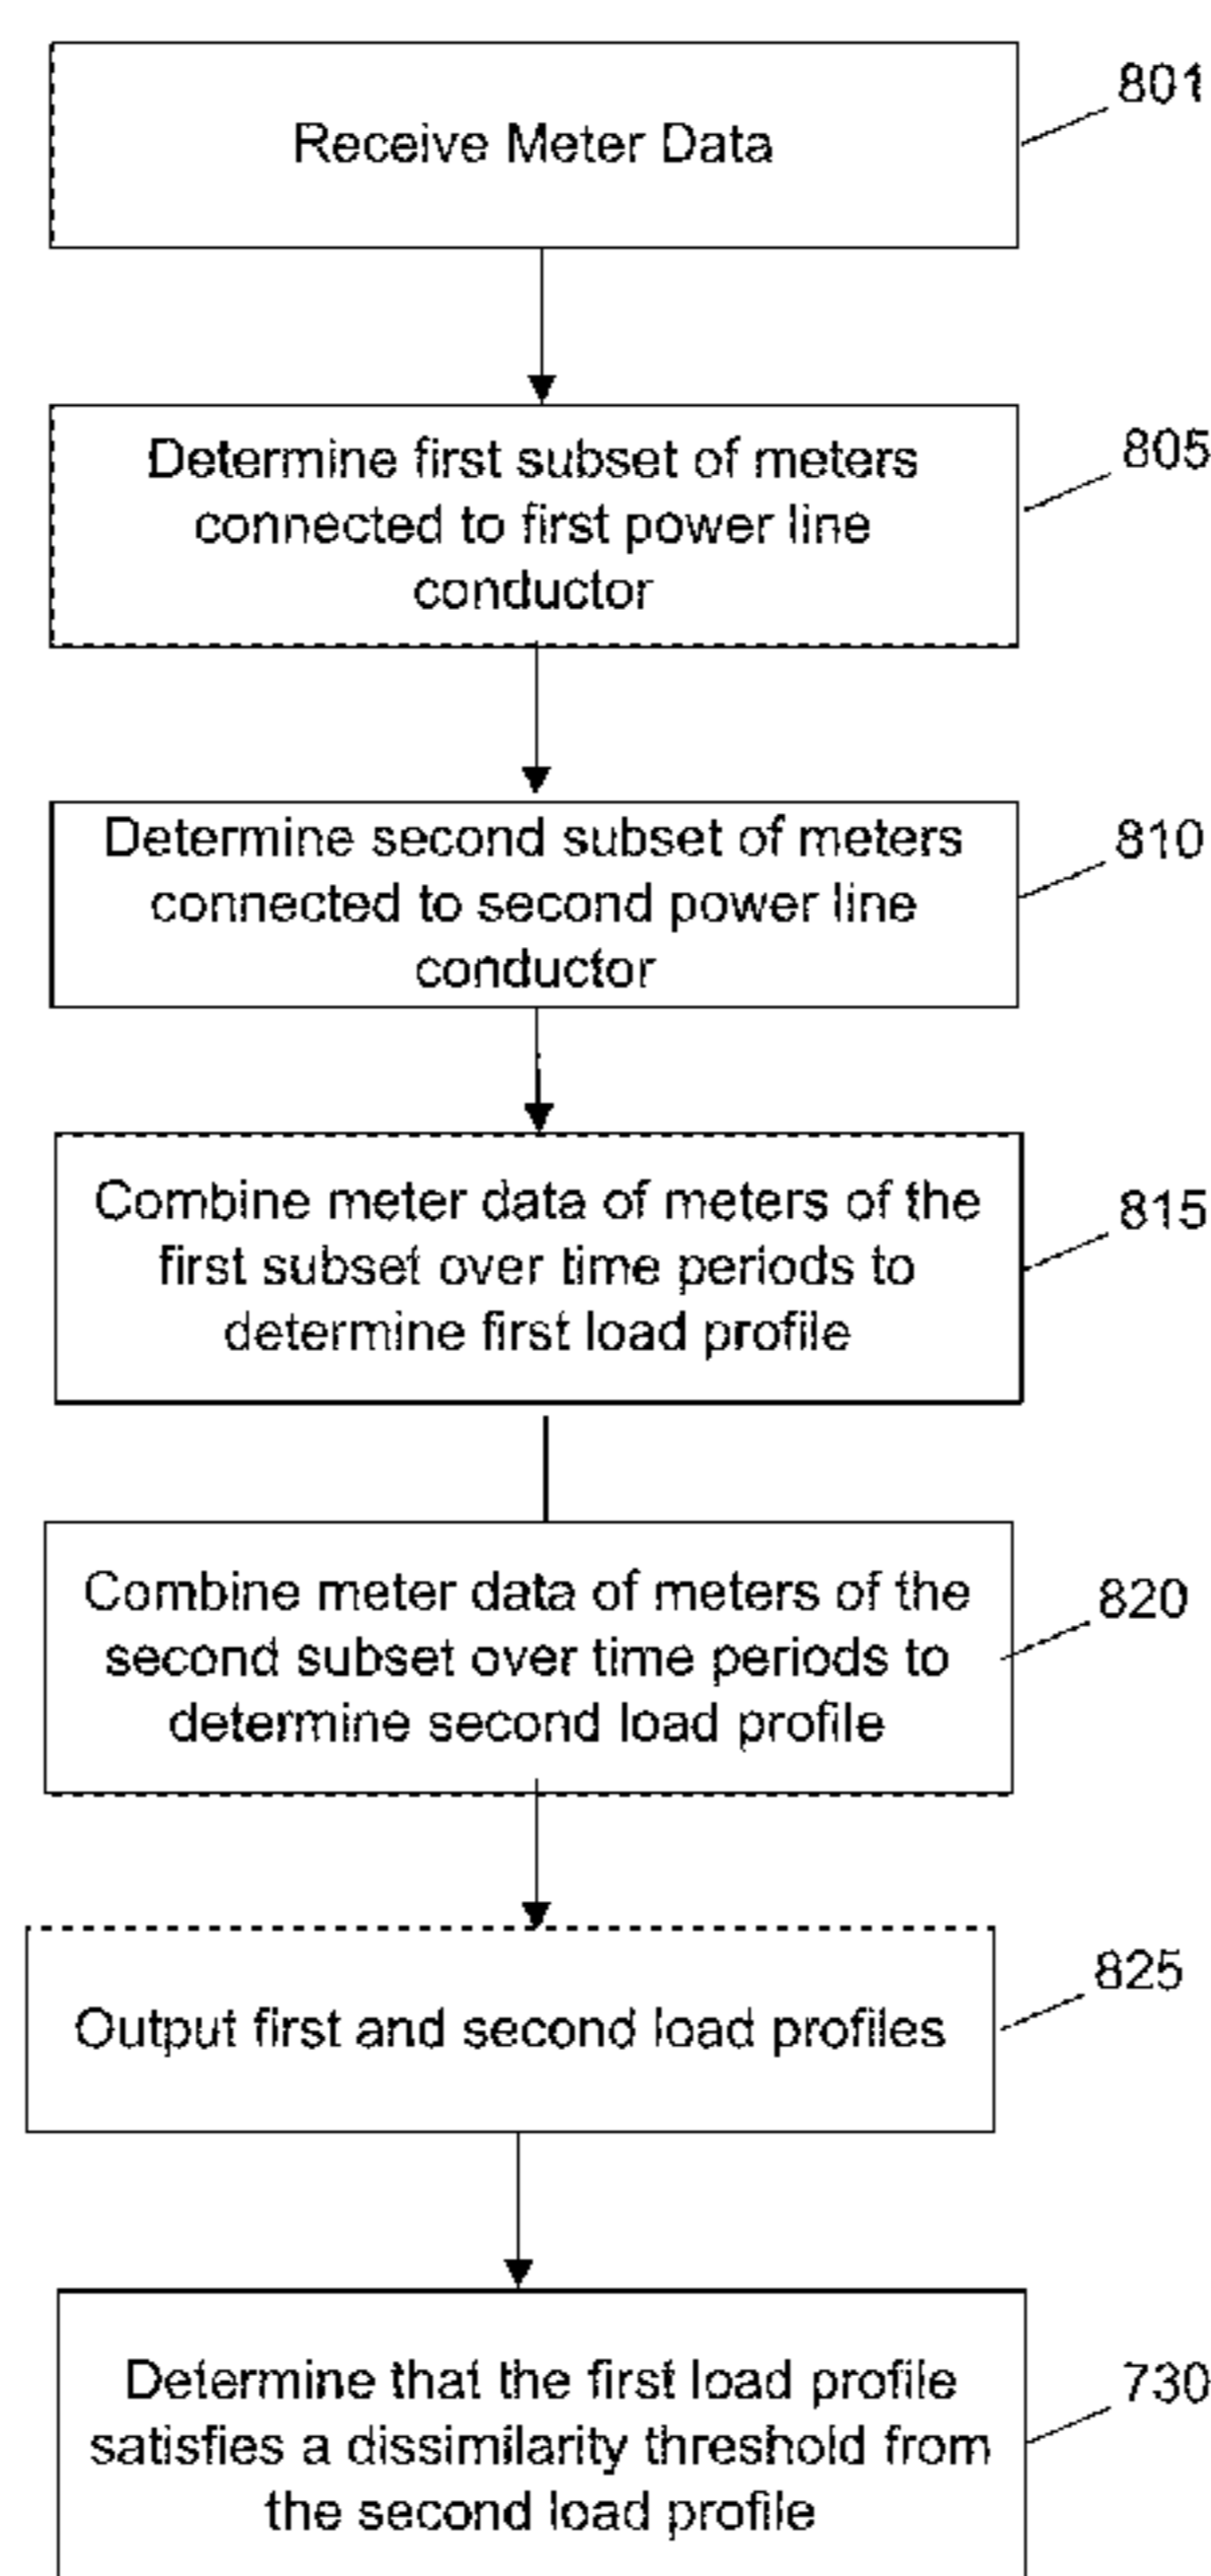 801
Receive Meter Data
805
Determine first subset of meters
connected to first power line
conductor
810
Determine second subset of meters
connected to second power line
conductor
815
Combine meter data of meters of the
first subset over time periods to
determine first load profile
820
Combine meter data of meters of the
second subset over time periods to
determine second load profile
825
Output first and second load profiles
730
Determine that the first load profile
satisfies a dissimilarity threshold from
the second load profile